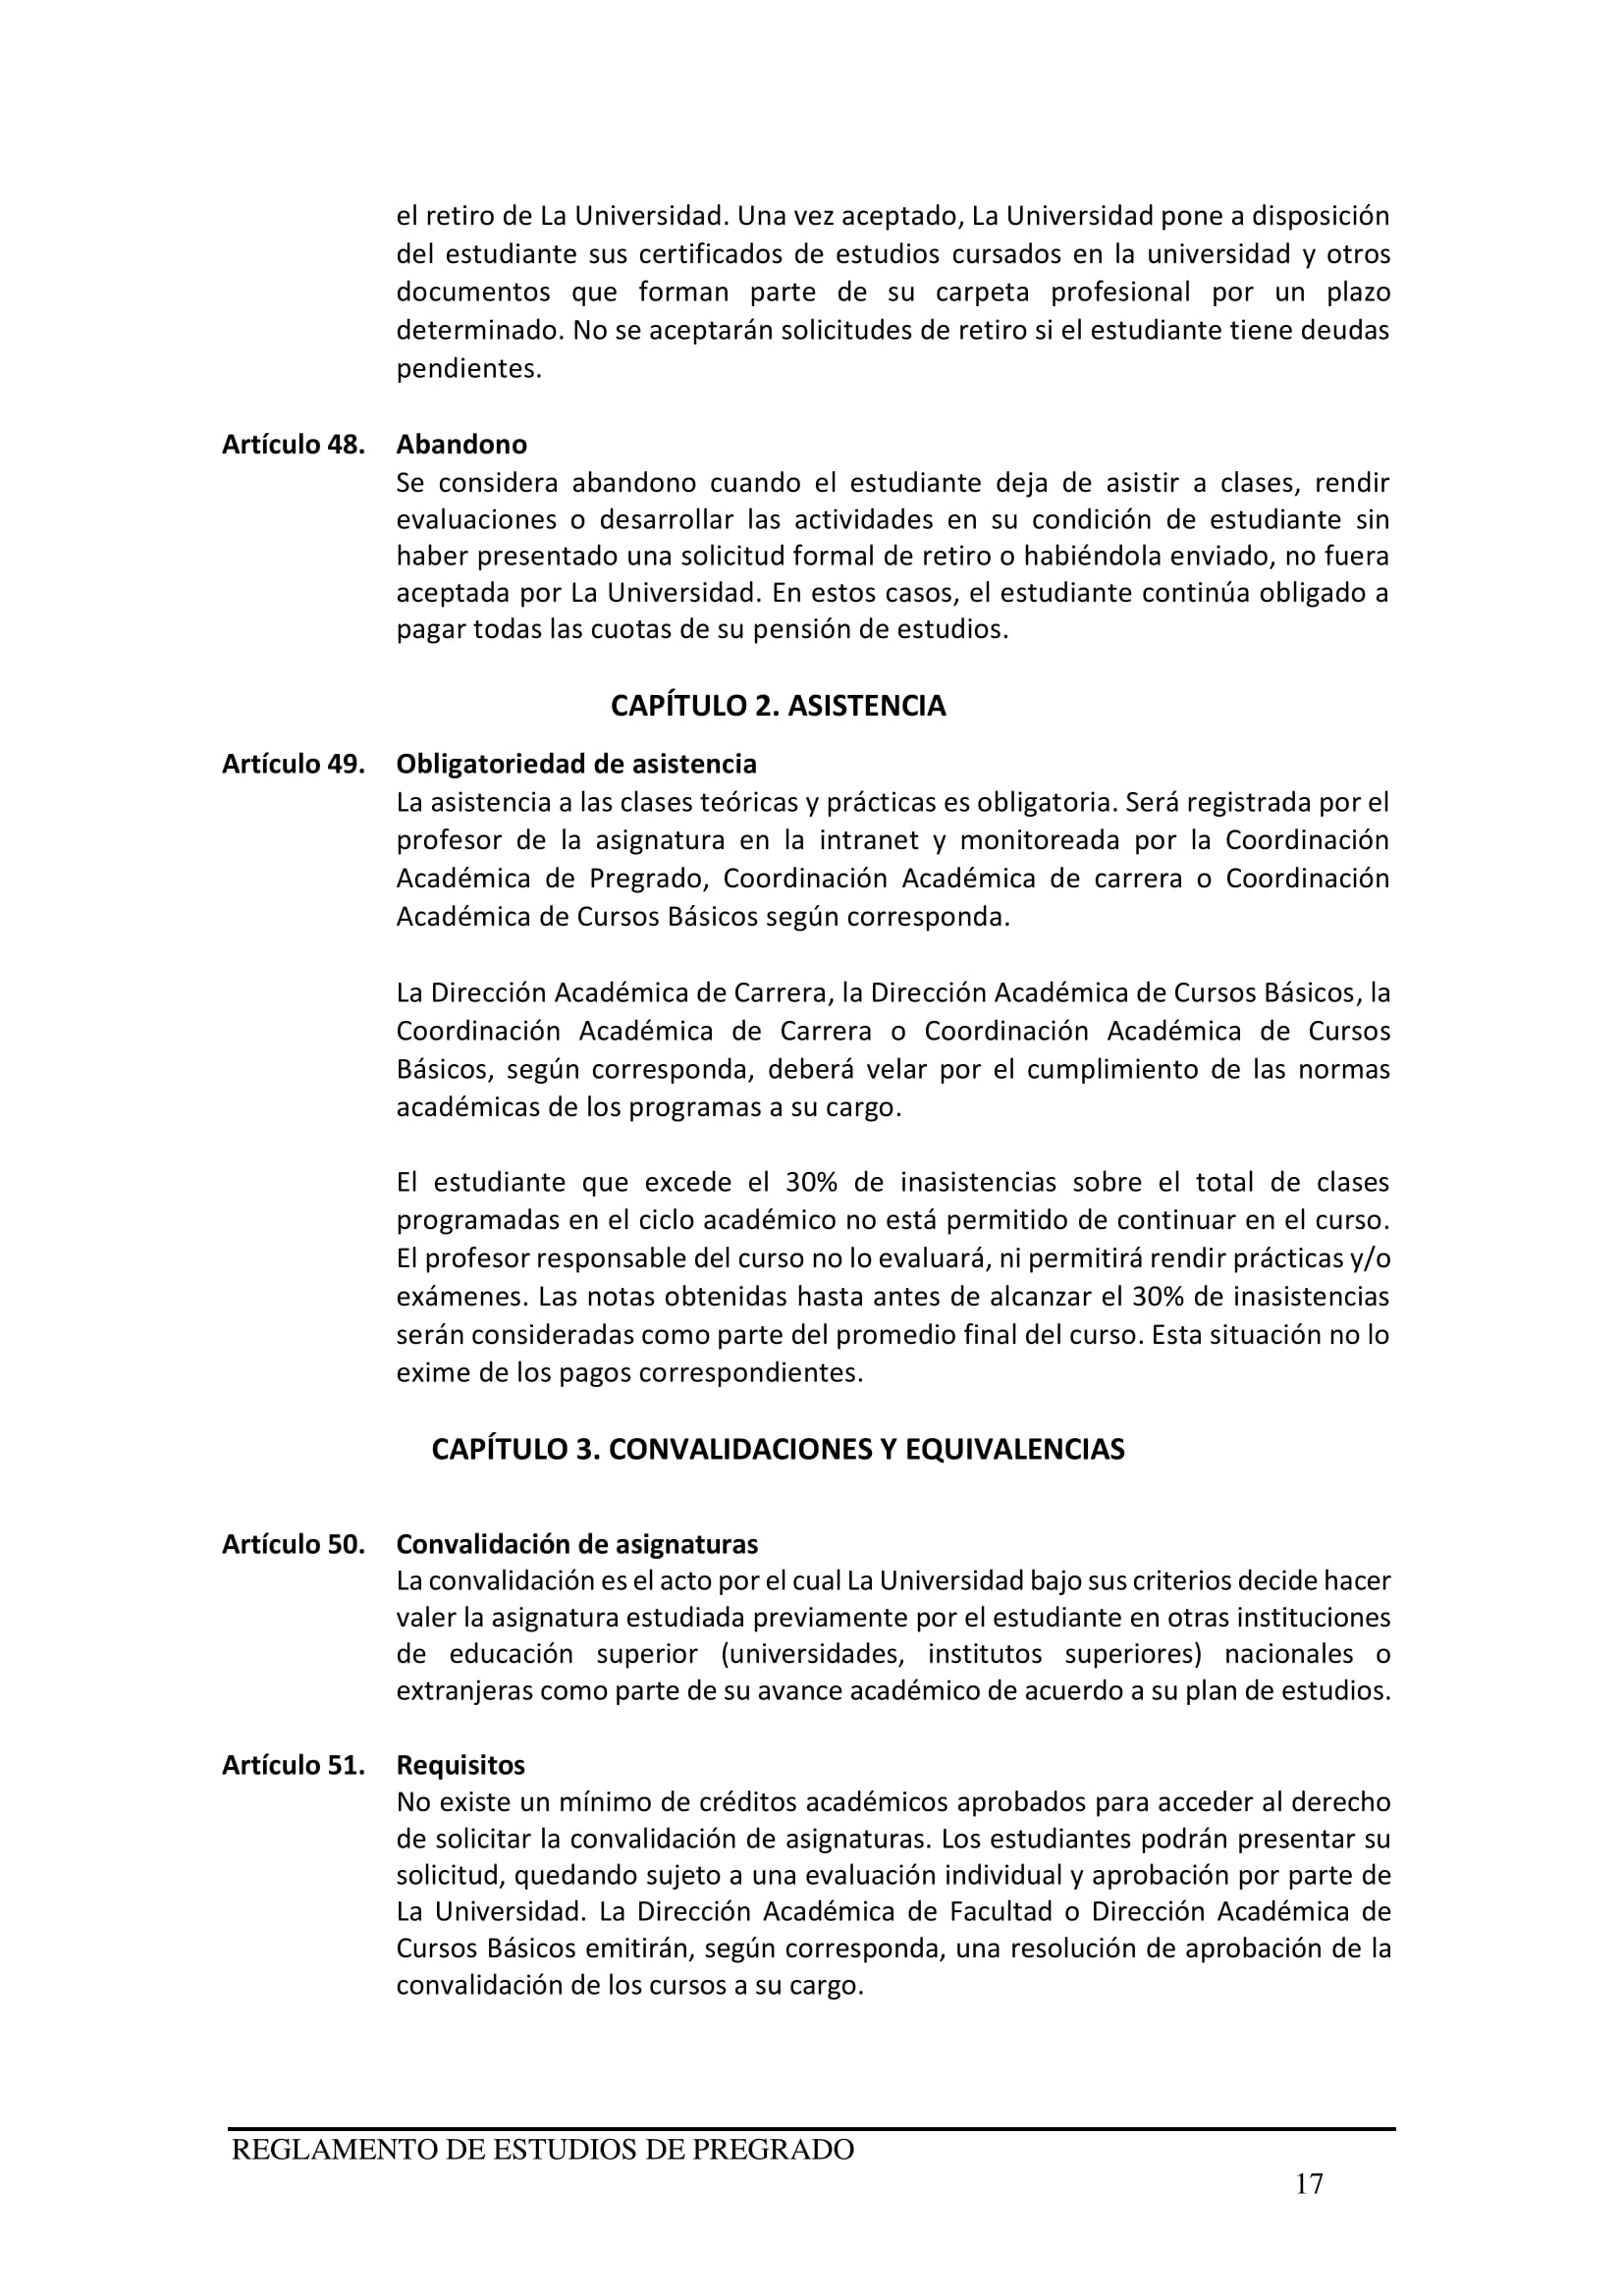 el retiro de La Universidad. Una vez aceptado, La Universidad pone a disposición
del estudiante sus certificados de estudios cursados en la universidad y otros
documentos que forman parte de su carpeta profesional por un plazo
determinado. No se aceptarán solicitudes de retiro si el estudiante tiene deudas
pendientes.
Artículo 48. Abandono
Se considera abandono cuando el estudiante deja de asistir a clases, rendir
evaluaciones o desarrollar las actividades en su condición de estudiante sin
haber presentado una solicitud formal de retiro o habiéndola enviado, no fuera
aceptada por La Universidad. En estos casos, el estudiante continúa obligado a
pagar todas las cuotas de su pensión de estudios.
CAPÍTULO 2. ASISTENCIA
Artículo 49. Obligatoriedad de asistencia
La asistencia a las clases teóricas y prácticas es obligatoria. Será registrada por el
profesor de la asignatura en la intranet y monitoreada por la Coordinación
Académica de Pregrado, Coordinación Académica de carrera o Coordinación
Académica de Cursos Básicos según corresponda.
La Dirección Académica de Carrera, la Dirección Académica de Cursos Básicos, la
Coordinación Académica de Carrera o Coordinación Académica de Cursos
Básicos, según corresponda, deberá velar por el cumplimiento de las normas
académicas de los programas a su cargo.
El estudiante que excede el 30% de inasistencias sobre el total de clases
programadas en el ciclo académico no está permitido de continuar en el curso.
El profesor responsable del curso no lo evaluará, ni permitirá rendir prácticas y/o
exámenes. Las notas obtenidas hasta antes de alcanzar el 30% de inasistencias
serán consideradas como parte del promedio final del curso. Esta situación no lo
exime de los pagos correspondientes.
CAPÍTULO 3. CONVALIDACIONES Y EQUIVALENCIAS
Artículo 50. Convalidación de asignaturas
La convalidación es el acto por el cual La Universidad bajo sus criterios decide hacer
valer la asignatura estudiada previamente por el estudiante en otras instituciones
de educación superior (universidades, institutos superiores) nacionales o
extranjeras como parte de su avance académico de acuerdo a su plan de estudios.
Artículo 51. Requisitos
No existe un mínimo de créditos académicos aprobados para acceder al derecho
de solicitar la convalidación de asignaturas. Los estudiantes podrán presentar su
solicitud, quedando sujeto a una evaluación individual y aprobación por parte de
La Universidad. La Dirección Académica de Facultad o Dirección Académica de
Cursos Básicos emitirán, según corresponda, una resolución de aprobación de la
convalidación de los cursos a su cargo.
REGLAMENTO DE ESTUDIOS DE PREGRADO
17